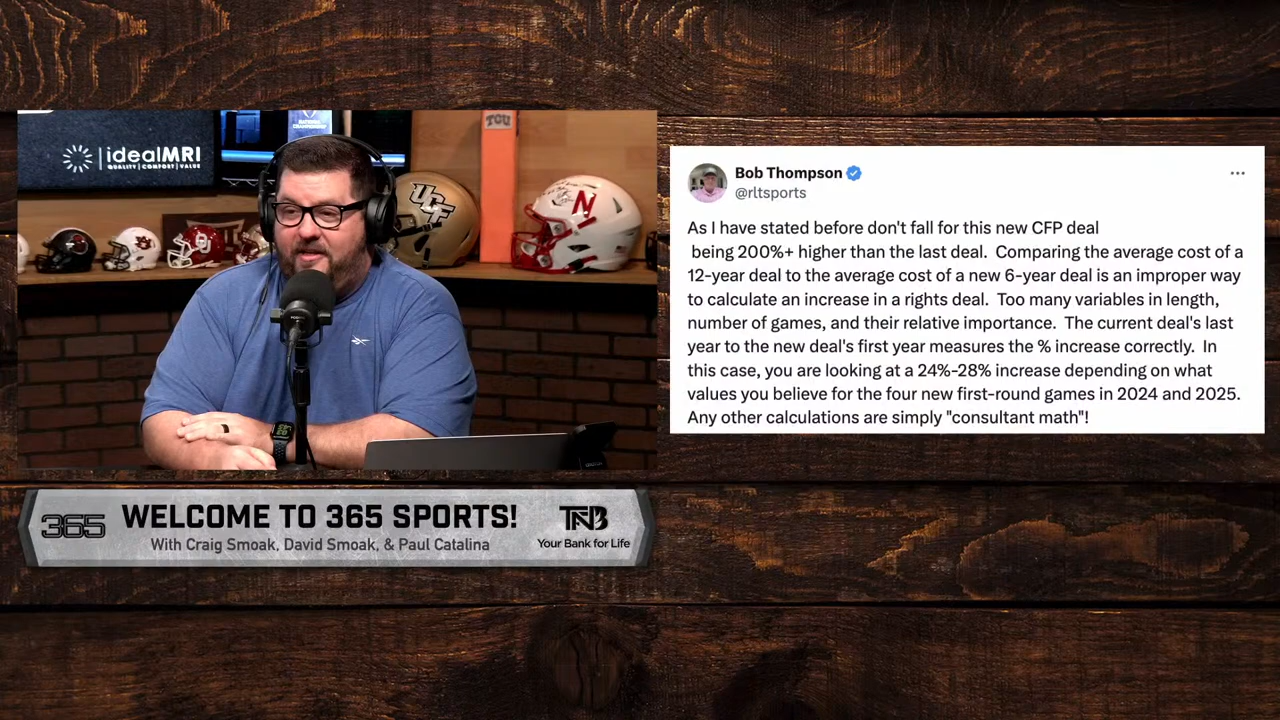 idealMRI
QUALITY | COMFORT | VALUE
NATIONAL
CHAMPIONSHIP
TCU
UCF
N
OU
365
WELCOME TO 365 SPORTS!
With Craig Smoak, David Smoak, & Paul Catalina
TFNB
Your Bank for Life
Bob Thompson
@rltsports
As I have stated before don't fall for this new CFP deal
being 200%+ higher than the last deal. Comparing the average cost of a
12-year deal to the average cost of a new 6-year deal is an improper way
to calculate an increase in a rights deal. Too many variables in length,
number of games, and their relative importance. The current deal's last
year to the new deal's first year measures the % increase correctly. In
this case, you are looking at a 24%-28% increase depending on what
values you believe for the four new first-round games in 2024 and 2025.
Any other calculations are simply "consultant math"!